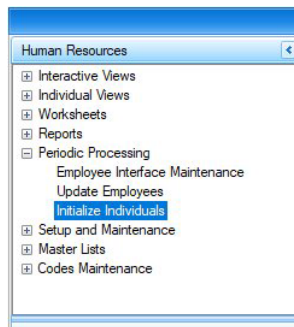 Human Resources
Interactive Views
Individual Views
Worksheets
Reports
Periodic Processing
Employee Interface Maintenance
Update Employees
Initialize Individuals
Setup and Maintenance
Master Lists
Codes Maintenance